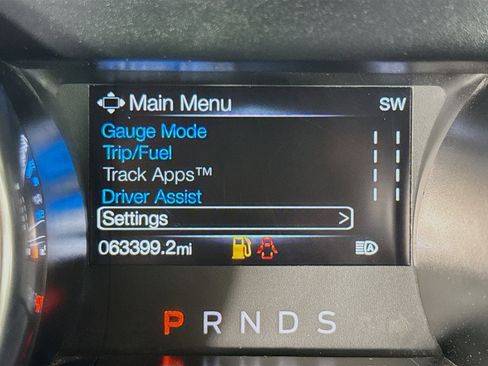 Main Menu SW
Gauge Mode
Trip/Fuel
Track Apps™
Driver Assist
Settings >
063399.2mi A
P R N D S